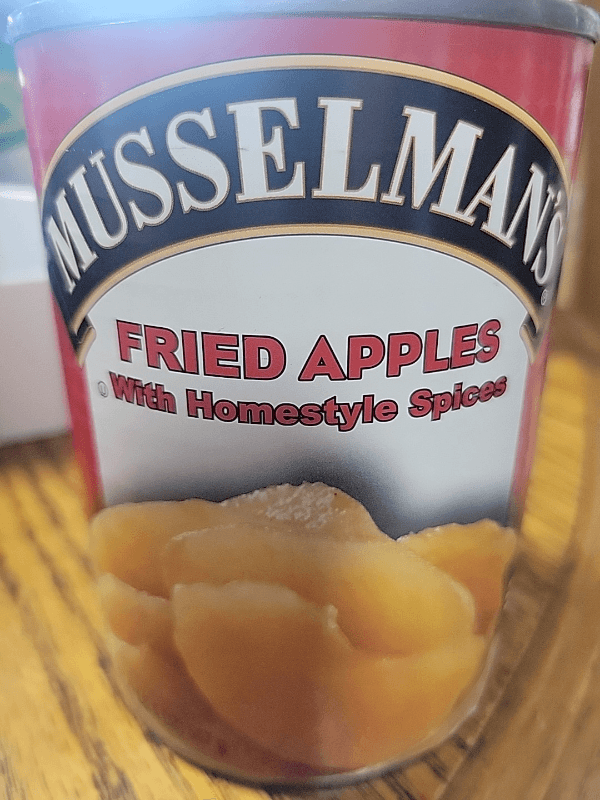 MUSSELMAN'S®
FRIED APPLES
With Homestyle Spices